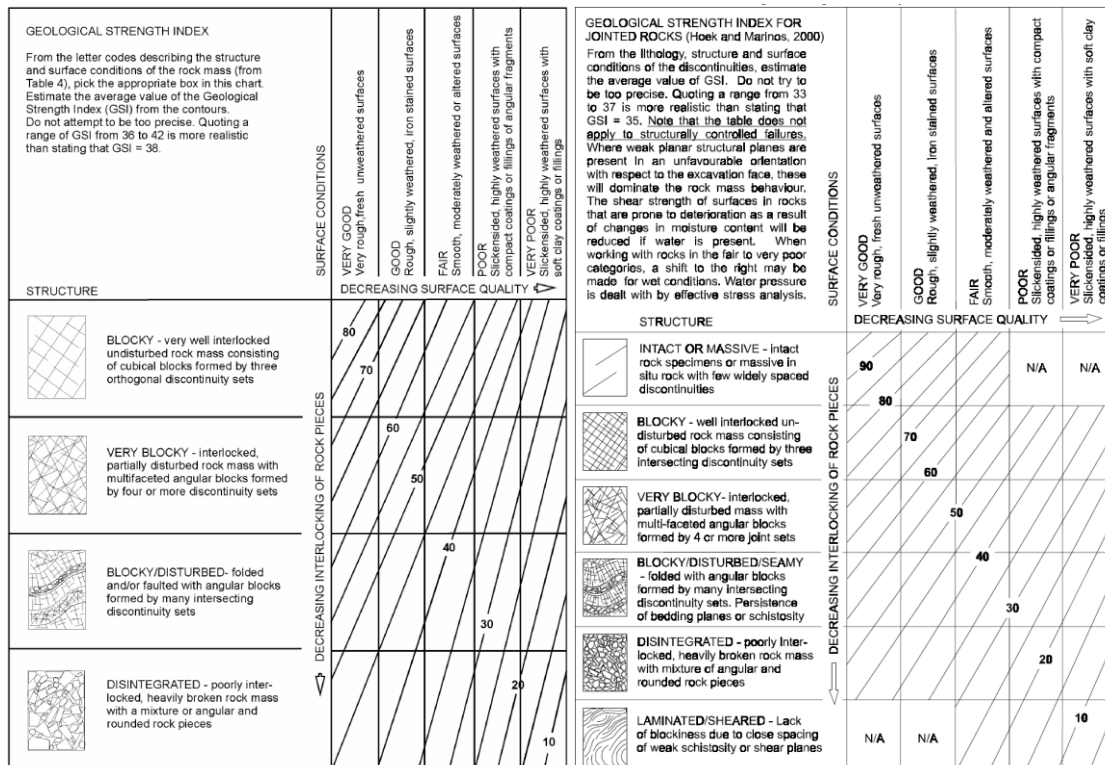 GEOLOGICAL STRENGTH INDEX
From the letter codes describing the structure
and surface conditions of the rock mass (from
Table 4), pick the appropriate box in this chart.
Estimate the average value of the Geological
Strength Index (GSI) from the contours.
Do not attempt to be too precise. Quoting a
range of GSI from 36 to 42 is more realistic
than stating that GSI = 38.
STRUCTURE
SURFACE CONDITIONS
VERY GOOD
Very rough,fresh unweathered surfaces
GOOD
Rough, slightly weathered, iron stained surfaces
FAIR
Smooth, moderately weathered or altered surfaces
POOR
Slickensided, highly weathered surfaces with
compact coatings or fillings of angular fragments
VERY POOR
Slickensided, highly weathered surfaces with
soft clay coatings or fillings
DECREASING SURFACE QUALITY
DECREASING INTERLOCKING OF ROCK PIECES
BLOCKY - very well interlocked
undisturbed rock mass consisting
of cubical blocks formed by three
orthogonal discontinuity sets
VERY BLOCKY - interlocked,
partially disturbed rock mass with
multifaceted angular blocks formed
by four or more discontinuity sets
BLOCKY/DISTURBED- folded
and/or faulted with angular blocks
formed by many intersecting
discontinuity sets
DISINTEGRATED - poorly inter-
locked, heavily broken rock mass
with a mixture or angular and
rounded rock pieces
80
70
60
50
40
30
20
10
GEOLOGICAL STRENGTH INDEX FOR
JOINTED ROCKS (Hoek and Marinos, 2000)
From the lithology, structure and surface
conditions of the discontinuities, estimate
the average value of GSI. Do not try to
be too precise. Quoting a range from 33
to 37 is more realistic than stating that
GSI = 35. Note that the table does not
apply to structurally controlled failures.
Where weak planar structural planes are
present in an unfavourable orientation
with respect to the excavation face, these
will dominate the rock mass behaviour.
The shear strength of surfaces in rocks
that are prone to deterioration as a result
of changes in moisture content will be
reduced if water is present. When
working with rocks in the fair to very poor
categories, a shift to the right may be
made for wet conditions. Water pressure
is dealt with by effective stress analysis.
STRUCTURE
SURFACE CONDITIONS
VERY GOOD
Very rough, fresh unweathered surfaces
GOOD
Rough, slightly weathered, iron stained surfaces
FAIR
Smooth, moderately weathered and altered surfaces
POOR
Slickensided, highly weathered surfaces with compact
coatings or fillings or angular fragments
VERY POOR
Slickensided, highly weathered surfaces with soft clay
coatings or fillings
DECREASING SURFACE QUALITY
DECREASING INTERLOCKING OF ROCK PIECES
INTACT OR MASSIVE - intact
rock specimens or massive in
situ rock with few widely spaced
discontinuities
BLOCKY - well interlocked un-
disturbed rock mass consisting
of cubical blocks formed by three
intersecting discontinuity sets
VERY BLOCKY- interlocked,
partially disturbed mass with
multi-faceted angular blocks
formed by 4 or more joint sets
BLOCKY/DISTURBED/SEAMY
- folded with angular blocks
formed by many intersecting
discontinuity sets. Persistence
of bedding planes or schistosity
DISINTEGRATED - poorly inter-
locked, heavily broken rock mass
with mixture of angular and
rounded rock pieces
LAMINATED/SHEARED - Lack
of blockiness due to close spacing
of weak schistosity or shear planes
90
N/A
N/A
80
70
60
50
40
30
20
10
N/A
N/A